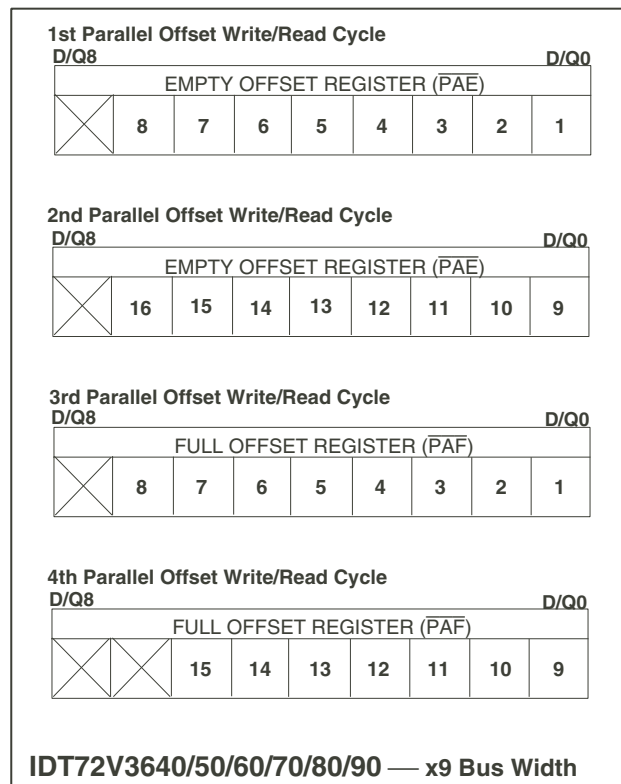 1st Parallel Offset Write/Read Cycle
D/Q8 D/Q0
EMPTY OFFSET REGISTER (PAE)
8 7 6 5 4 3 2 1
2nd Parallel Offset Write/Read Cycle
D/Q8 D/Q0
EMPTY OFFSET REGISTER (PAE)
16 15 14 13 12 11 10 9
3rd Parallel Offset Write/Read Cycle
D/Q8 D/Q0
FULL OFFSET REGISTER (PAF)
8 7 6 5 4 3 2 1
4th Parallel Offset Write/Read Cycle
D/Q8 D/Q0
FULL OFFSET REGISTER (PAF)
15 14 13 12 11 10 9
IDT72V3640/50/60/70/80/90 — x9 Bus Width